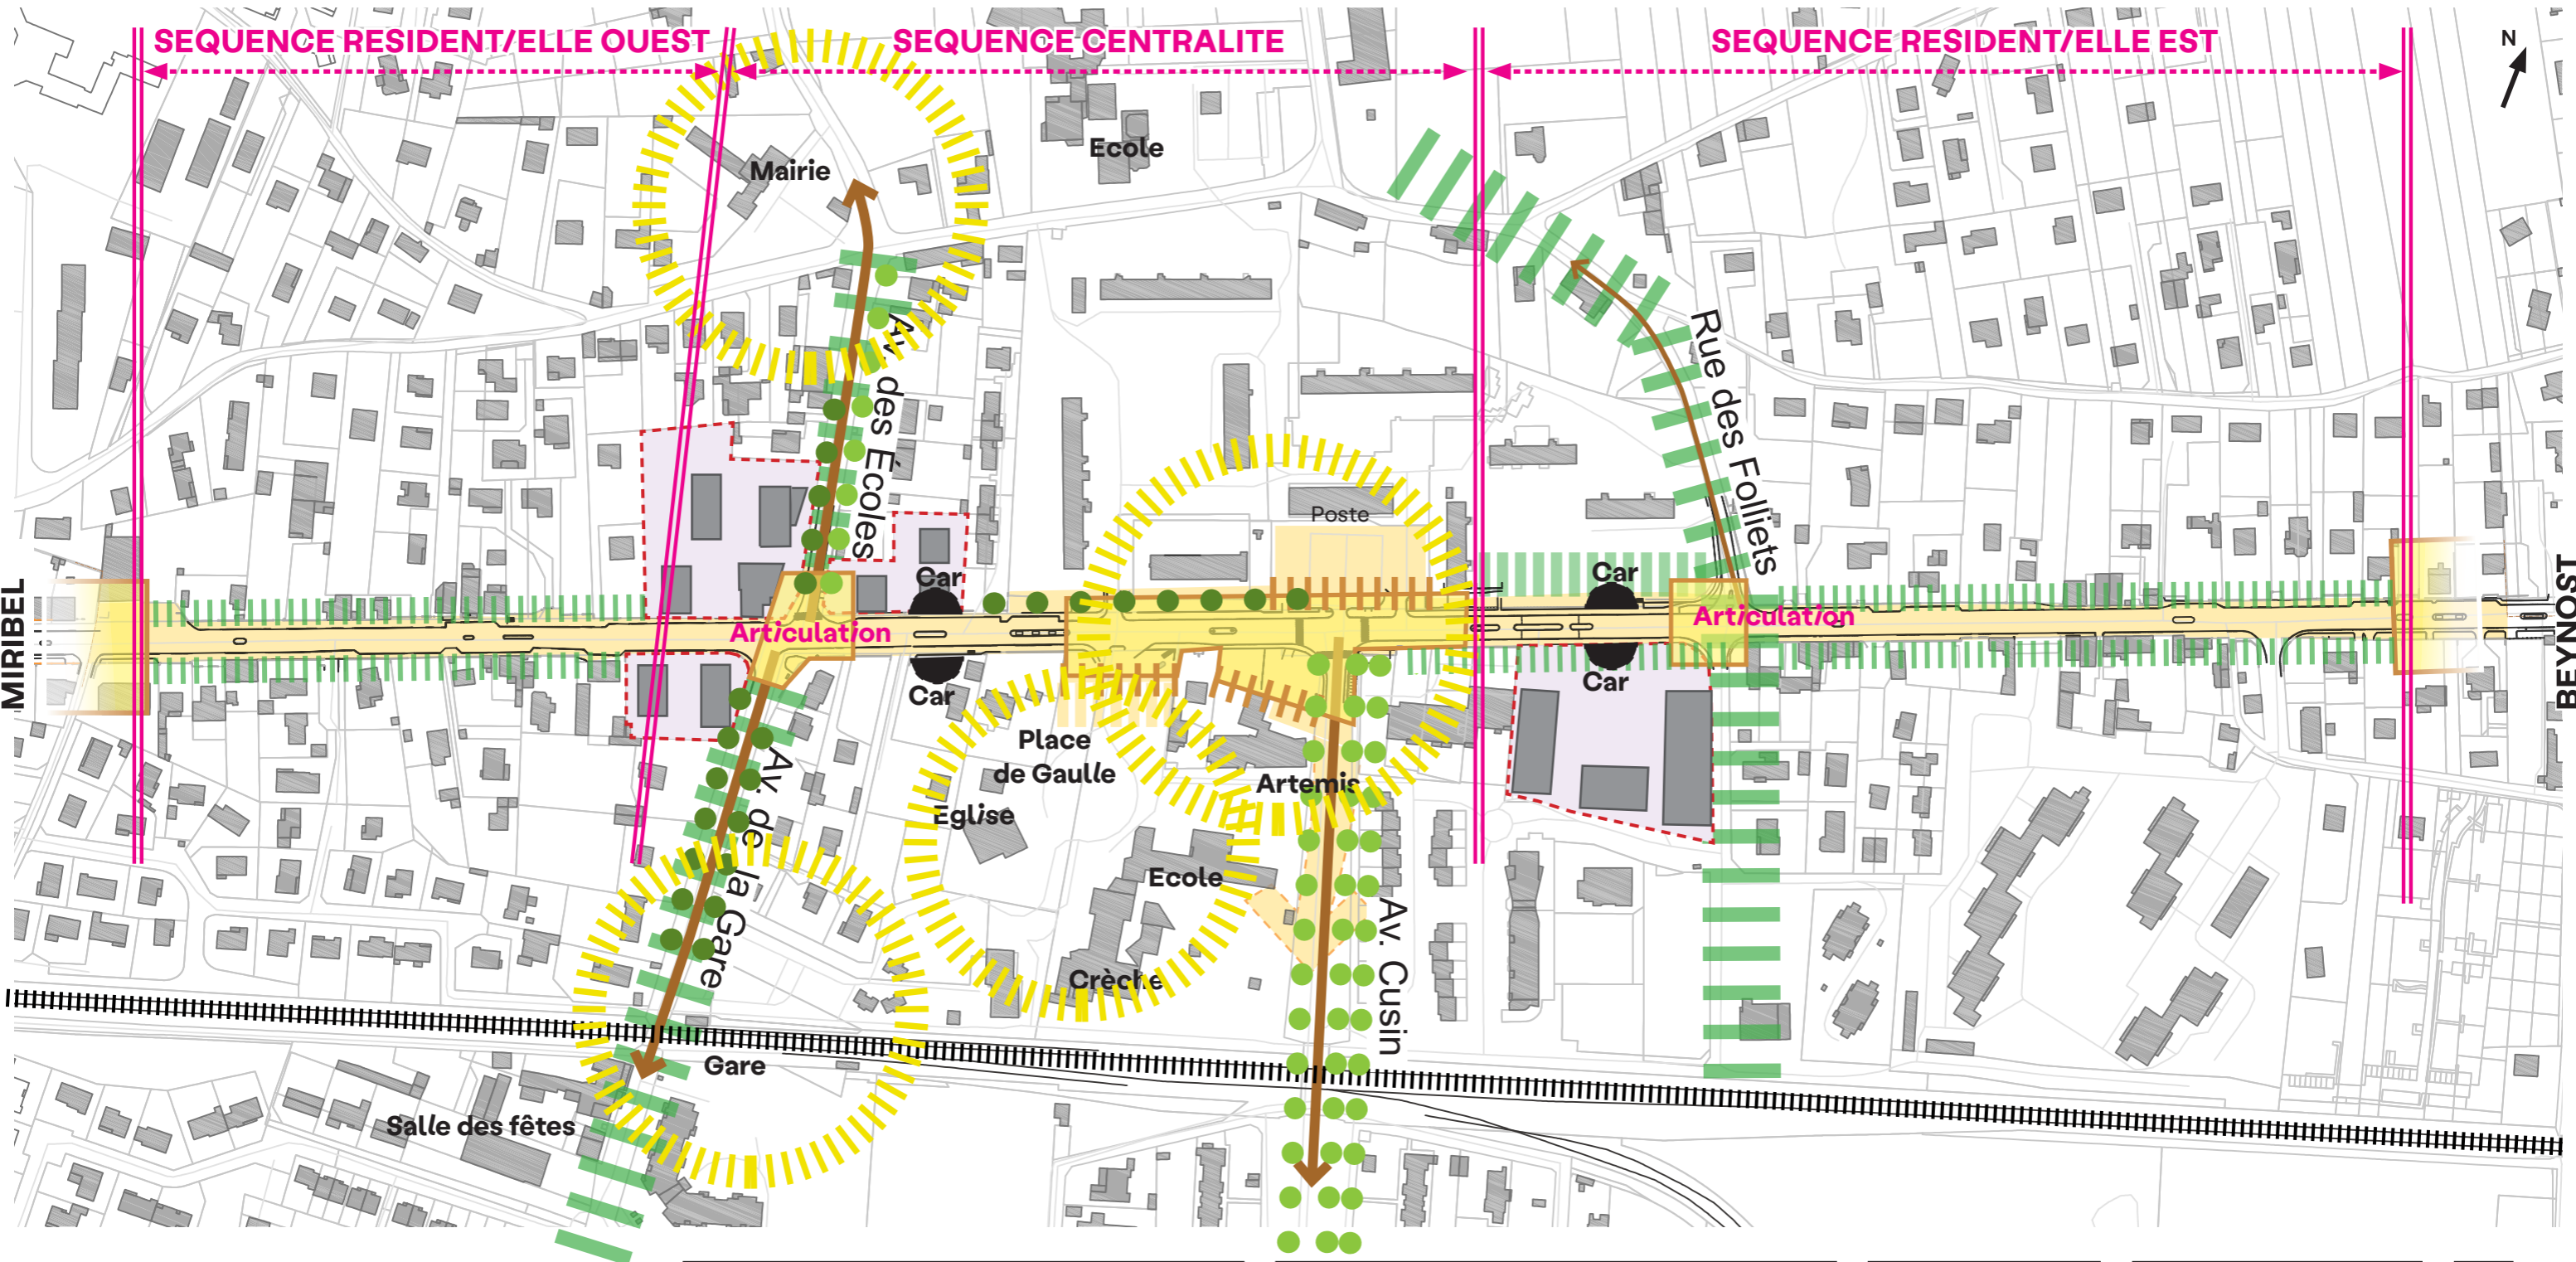 SEQUENCE RESIDENT/ELLE OUEST
SEQUENCE CENTRALITE
SEQUENCE RESIDENT/ELLE EST
N
Mairie
Ecole
Av. des Écoles
Rue des Folliets
Poste
Car
Car
MIRIBEL
Articulation
Articulation
BEYNOST
Car
Car
Place
de Gaulle
Artemis
Eglise
Av. de la Gare
Ecole
Av. Cusin
Crèche
Gare
Salle des fêtes